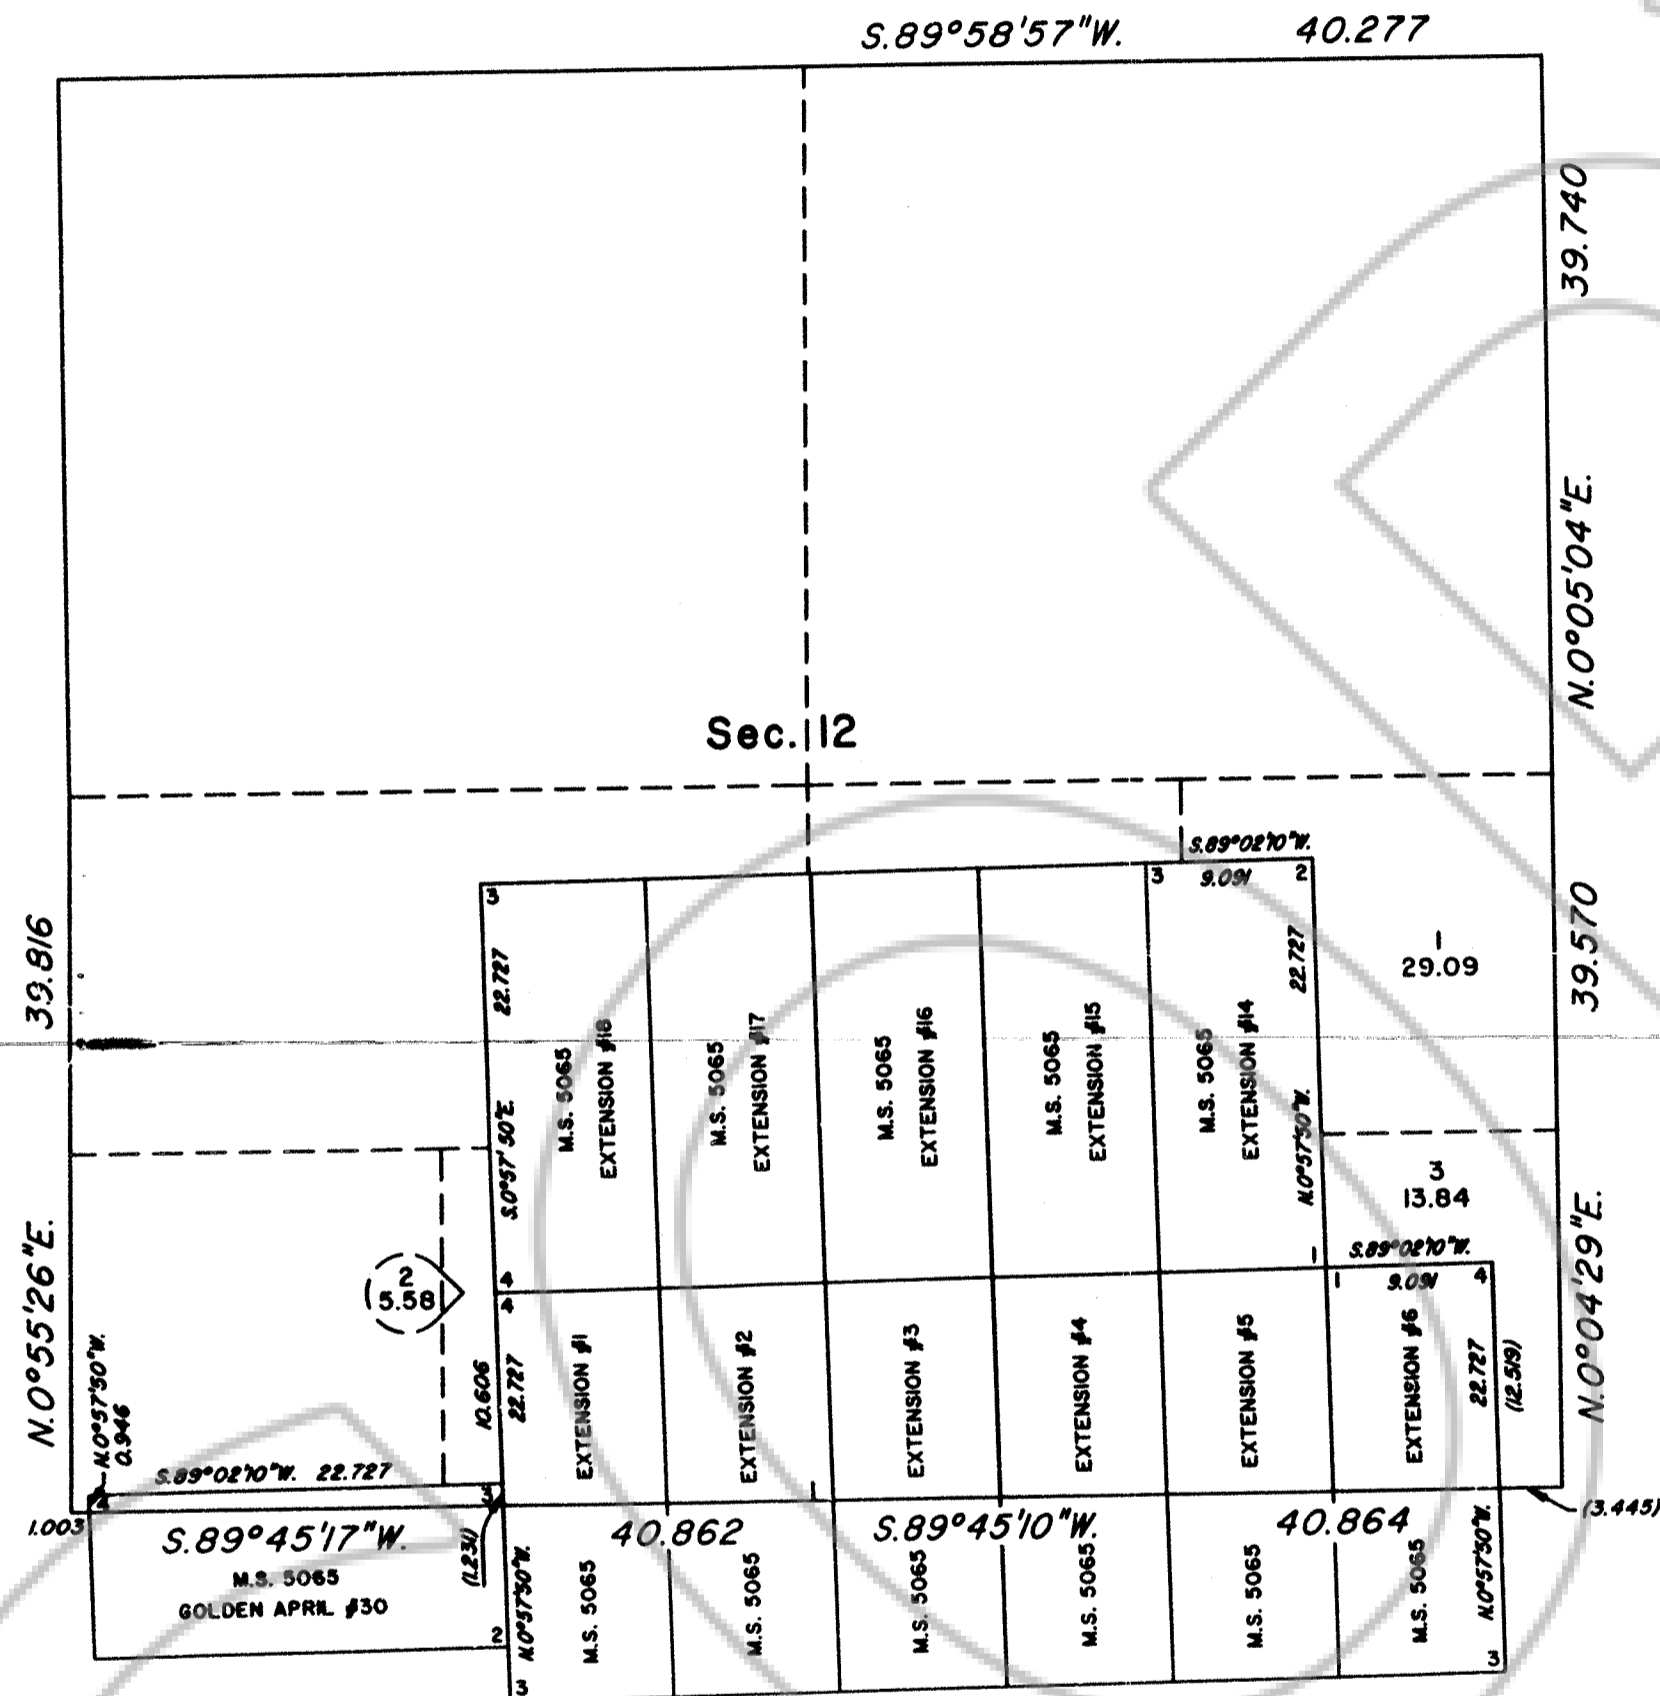 S.89°58'57"W. 40.277
39.740
N.0°05'04"E.
Sec. 12
S.89°02'10"W.
3 9.091 2
3
39.816
22.727
22.727
1
29.09
39.570
M.S. 5065
EXTENSION #18
M.S. 5065
EXTENSION #17
M.S. 5065
EXTENSION #16
M.S. 5065
EXTENSION #15
M.S. 5065
EXTENSION #14
S.0°57'50"E.
N.0°57'50"W.
3
13.84
N.0°55'26"E.
N.0°04'29"E.
1
S.89°02'10"W.
1 9.091 4
2
5.58
4
4
N.0°57'50"W.
0.946
10.606
22.727
EXTENSION #1
EXTENSION #2
EXTENSION #3
EXTENSION #4
EXTENSION #5
EXTENSION #6
22.727
(12.519)
S.89°02'10"W. 22.727
3
1.003
(3.445)
S.89°45'17"W. 40.862 S.89°45'10"W. 40.864
M.S. 5065
GOLDEN APRIL #30
(1.231)
2
N.0°57'50"W.
M.S. 5065
M.S. 5065
M.S. 5065
M.S. 5065
M.S. 5065
M.S. 5065
N.0°57'50"W.
3
3